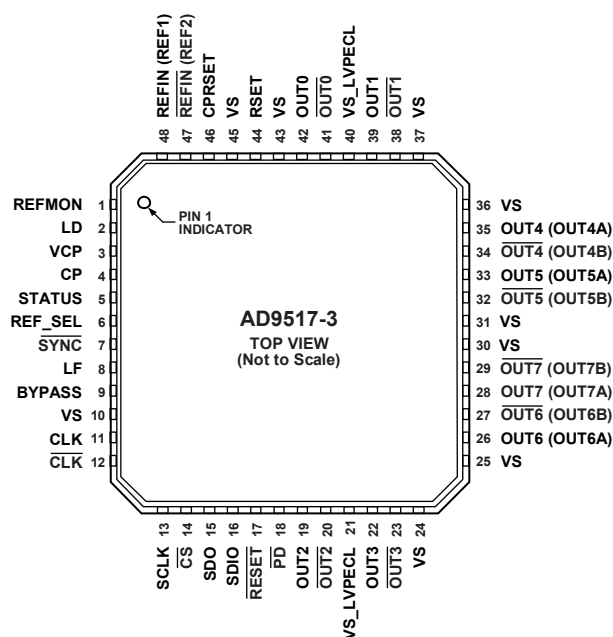 48 REFIN (REF1)
47 REFIN (REF2)
46 CPRSET
45 VS
44 RSET
43 VS
42 OUT0
41 OUT0
40 VS_LVPECL
39 OUT1
38 OUT1
37 VS
REFMON 1
LD 2
VCP 3
CP 4
STATUS 5
REF_SEL 6
SYNC 7
LF 8
BYPASS 9
VS 10
CLK 11
CLK 12
PIN 1
INDICATOR
AD9517-3
TOP VIEW
(Not to Scale)
36 VS
35 OUT4 (OUT4A)
34 OUT4 (OUT4B)
33 OUT5 (OUT5A)
32 OUT5 (OUT5B)
31 VS
30 VS
29 OUT7 (OUT7B)
28 OUT7 (OUT7A)
27 OUT6 (OUT6B)
26 OUT6 (OUT6A)
25 VS
SCLK 13
CS 14
SDO 15
SDIO 16
RESET 17
PD 18
OUT2 19
OUT2 20
VS_LVPECL 21
OUT3 22
OUT3 23
VS 24